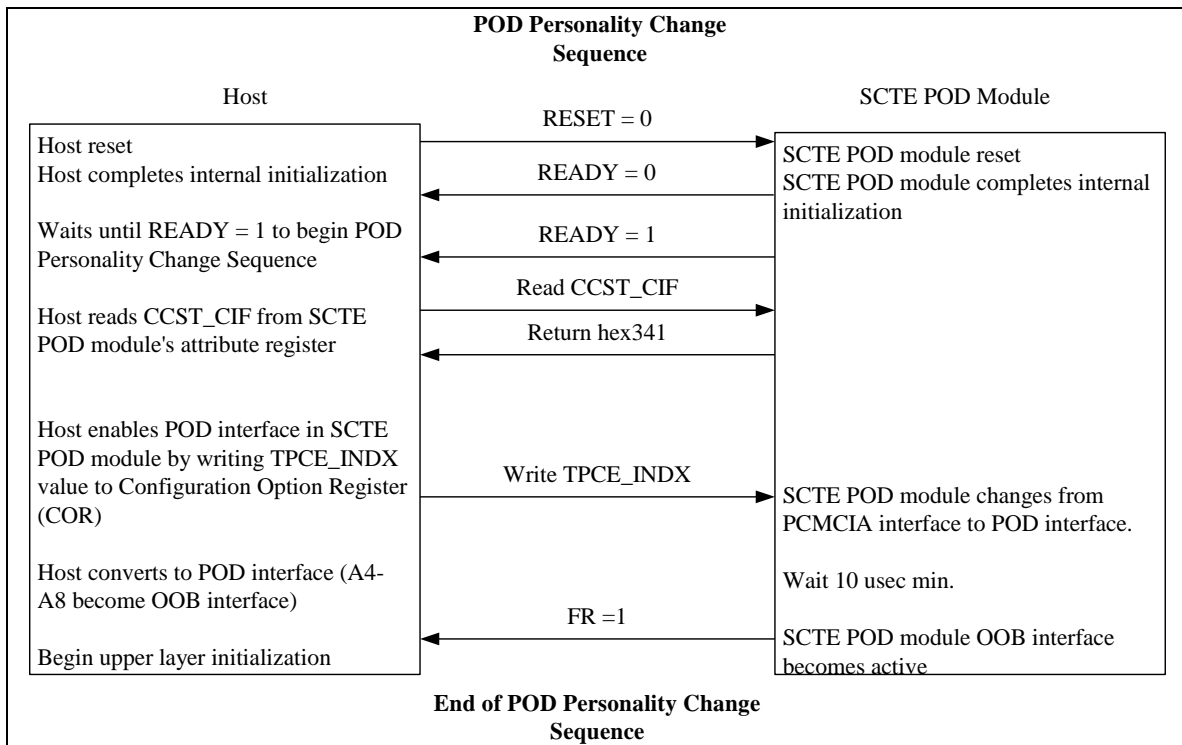 POD Personality Change
Sequence
Host
SCTE POD Module
RESET = 0
Host reset
Host completes internal initialization
SCTE POD module reset
SCTE POD module completes internal
initialization
READY = 0
Waits until READY = 1 to begin POD
Personality Change Sequence
READY = 1
Read CCST_CIF
Host reads CCST_CIF from SCTE
POD module's attribute register
Return hex341
Host enables POD interface in SCTE
POD module by writing TPCE_INDX
value to Configuration Option Register
(COR)
Write TPCE_INDX
SCTE POD module changes from
PCMCIA interface to POD interface.
Host converts to POD interface (A4-
A8 become OOB interface)
Wait 10 usec min.
FR =1
Begin upper layer initialization
SCTE POD module OOB interface
becomes active
End of POD Personality Change
Sequence